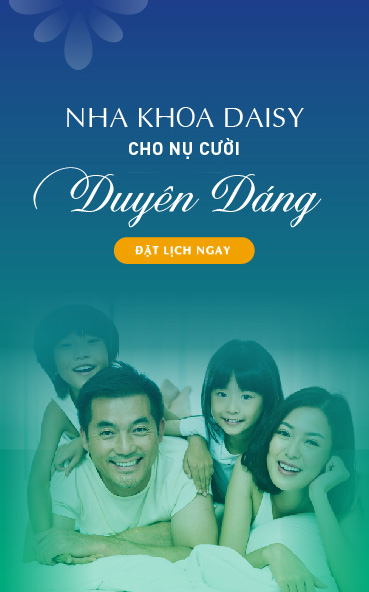 NHA KHOA DAISY
CHO NỤ CƯỜI
Duyên Dáng
ĐẶT LỊCH NGAY